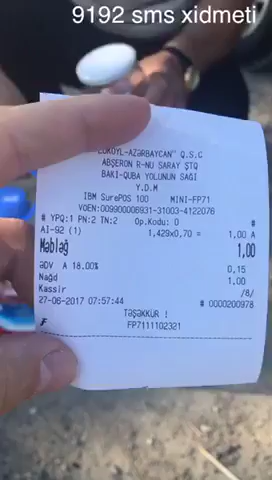 9192 sms xidmeti
LUKOYL-AZƏRBAYCAN" Q.S.C
ABŞERON R-NU SARAY ŞTQ
BAKI-QUBA YOLUNUN SAĞI
Y.D.M
IBM SurePOS 100 MINI-FP71
VOEN:009900006931-31003-4122076
# YPQ:1 PN:2 TN:2 Op.Kodu: 0 #
AI-92 (1) 1,429x0,70 = 1,00 A
Məbləğ 1,00
ƏDV A 18.00% 0,15
Nağd 1,00
Kassir /8/
27-06-2017 07:57:44 # 0000200978
TƏŞƏKKÜR !
F FP7111102321